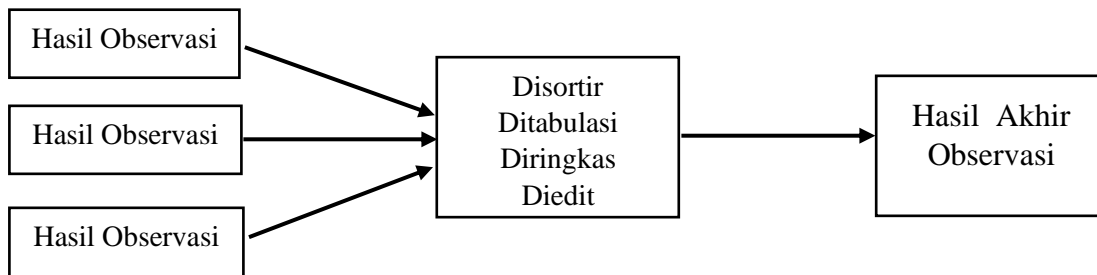 Hasil Observasi
Hasil Observasi
Hasil Observasi
Disortir
Ditabulasi
Diringkas
Diedit
Hasil Akhir
Observasi